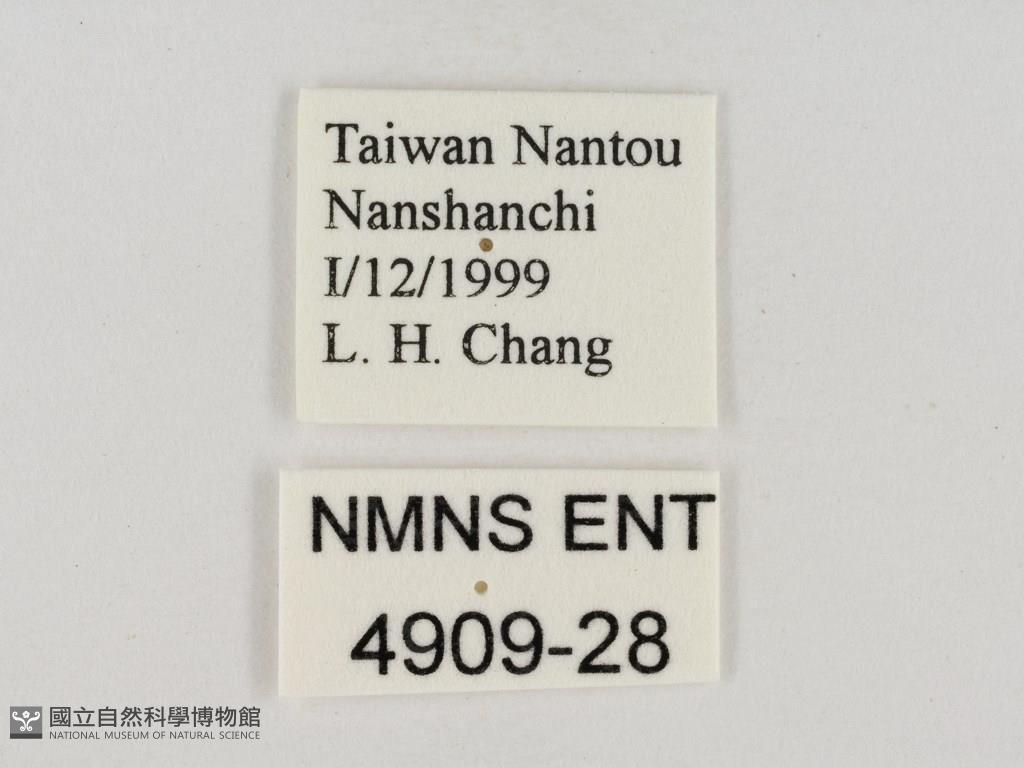 Taiwan Nantou
Nanshanchi
I/12/1999
L. H. Chang
NMNS ENT
4909-28
國立自然科學博物館
NATIONAL MUSEUM OF NATURAL SCIENCE